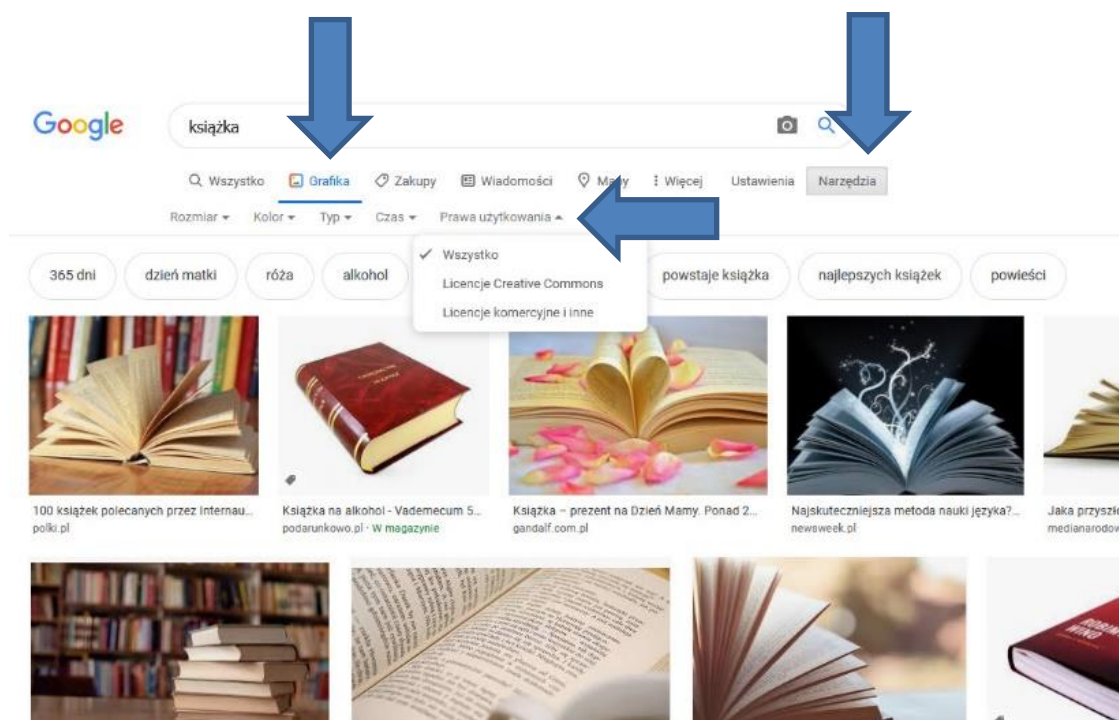 Google
książka
Wszystko Grafika Zakupy Wiadomości Mapy Więcej Ustawienia Narzędzia
Rozmiar Kolor Typ Czas Prawa użytkowania
Wszystko
Licencje Creative Commons
Licencje komercyjne i inne
365 dni dzień matki róża alkohol powstaje książka najlepszych książek powieści
100 książek polecanych przez Internau... Książka na alkohol - Vademecum 5... Książka – prezent na Dzień Mamy. Ponad 2... Najskuteczniejsza metoda nauki języka?... Jaka przyszłe
polki.pl podarunkowo.pl · W magazynie gandalf.com.pl newsweek.pl medianarodow